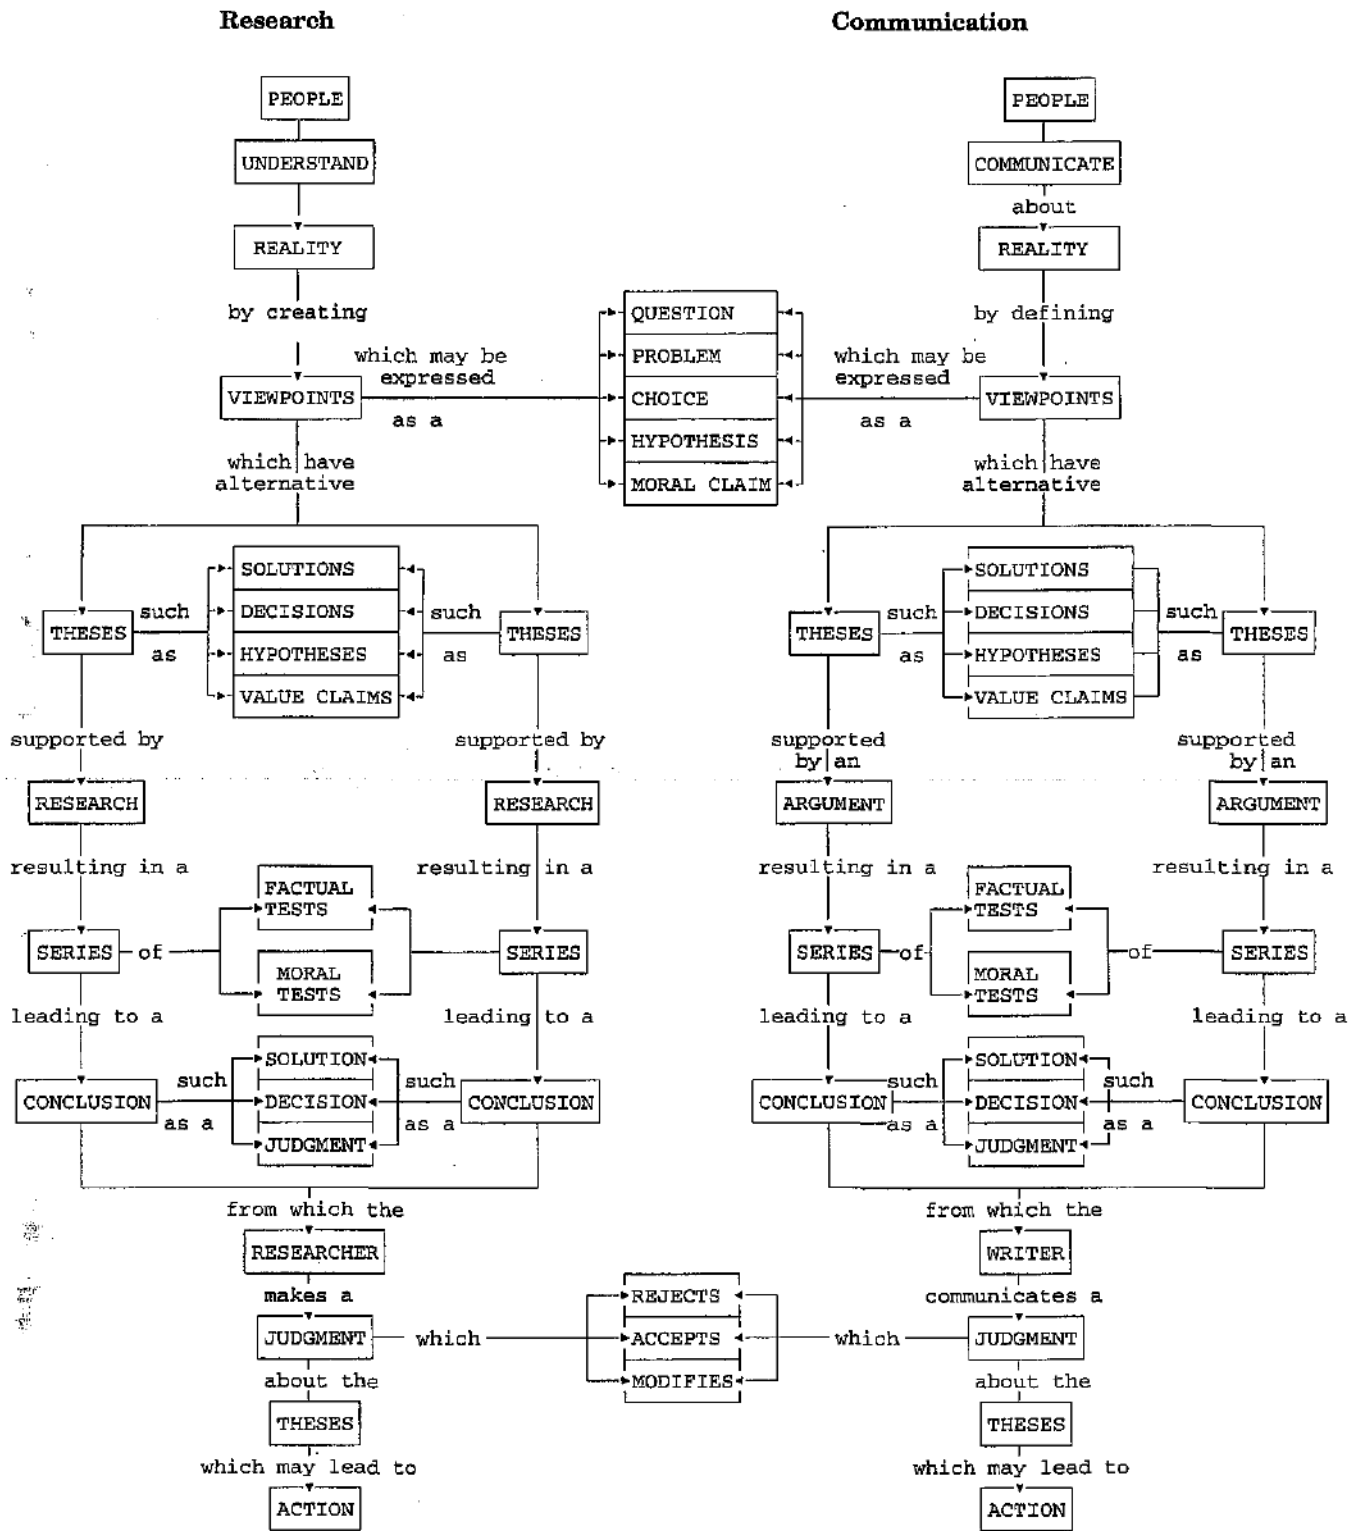 Research
Communication
PEOPLE
PEOPLE
UNDERSTAND
COMMUNICATE
about
REALITY
REALITY
by creating
by defining
QUESTION
PROBLEM
CHOICE
HYPOTHESIS
MORAL CLAIM
which may be
expressed
as a
which may be
expressed
as a
VIEWPOINTS
VIEWPOINTS
which have
alternative
which have
alternative
THESES
such
as
SOLUTIONS
DECISIONS
HYPOTHESES
VALUE CLAIMS
such
as
THESES
THESES
such
as
SOLUTIONS
DECISIONS
HYPOTHESES
VALUE CLAIMS
such
as
THESES
supported by
supported by
supported
by an
supported
by an
RESEARCH
RESEARCH
ARGUMENT
ARGUMENT
resulting in a
resulting in a
resulting in a
resulting in a
SERIES
of
FACTUAL
TESTS
MORAL
TESTS
SERIES
SERIES
of
FACTUAL
TESTS
MORAL
TESTS
of
SERIES
leading to a
leading to a
leading to a
leading to a
CONCLUSION
such
as a
SOLUTION
DECISION
JUDGMENT
such
as a
CONCLUSION
CONCLUSION
such
as a
SOLUTION
DECISION
JUDGMENT
such
as a
CONCLUSION
from which the
from which the
RESEARCHER
WRITER
makes a
communicates a
JUDGMENT
which
REJECTS
ACCEPTS
MODIFIES
which
JUDGMENT
about the
about the
THESES
THESES
which may lead to
which may lead to
ACTION
ACTION